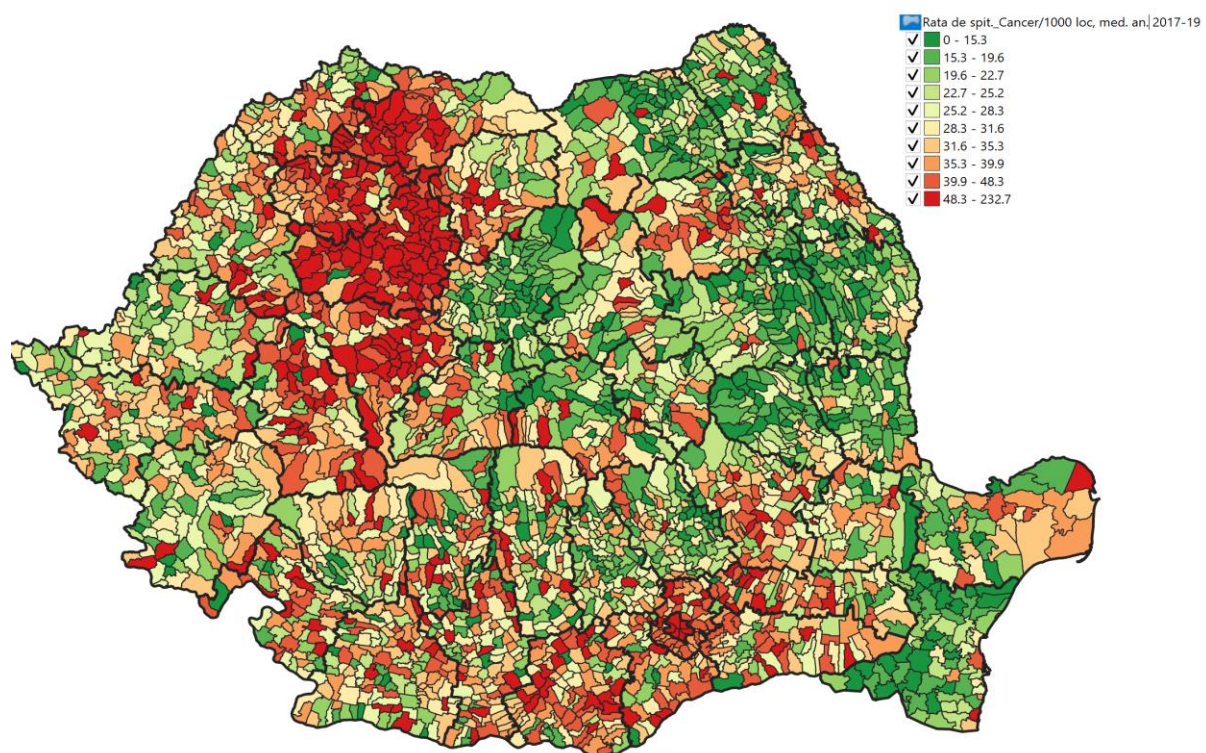 Rata de spit._Cancer/1000 loc, med. an. 2017-19
0 - 15.3
15.3 - 19.6
19.6 - 22.7
22.7 - 25.2
25.2 - 28.3
28.3 - 31.6
31.6 - 35.3
35.3 - 39.9
39.9 - 48.3
48.3 - 232.7